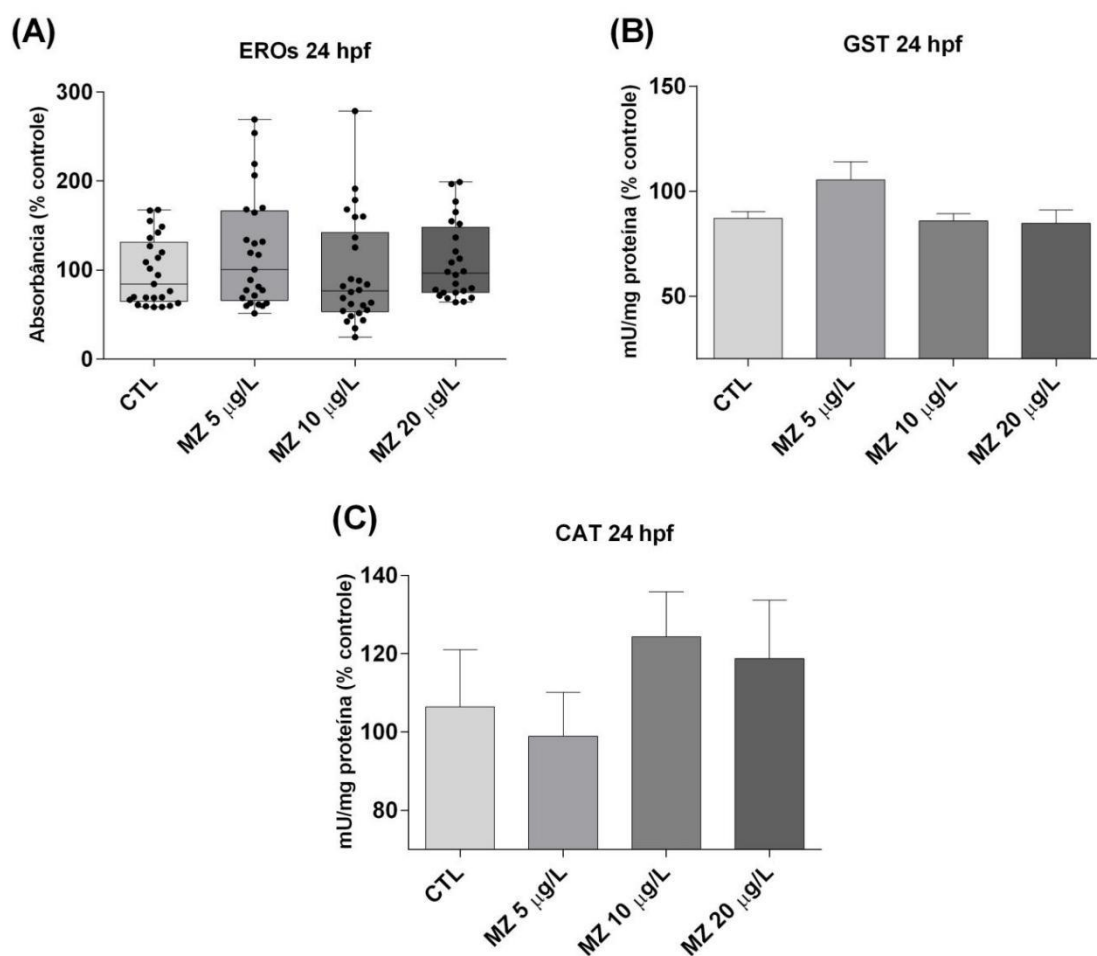 (A)
EROs 24 hpf
Absorbância (% controle)
300
200
100
0
CTL
MZ 5 µg/L
MZ 10 µg/L
MZ 20 µg/L
(B)
GST 24 hpf
mU/mg proteína (% controle)
150
100
50
CTL
MZ 5 µg/L
MZ 10 µg/L
MZ 20 µg/L
(C)
CAT 24 hpf
mU/mg proteína (% controle)
140
120
100
80
CTL
MZ 5 µg/L
MZ 10 µg/L
MZ 20 µg/L